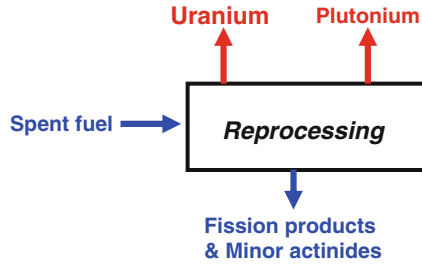 Uranium
Plutonium
Spent fuel
Reprocessing
Fission products
& Minor actinides